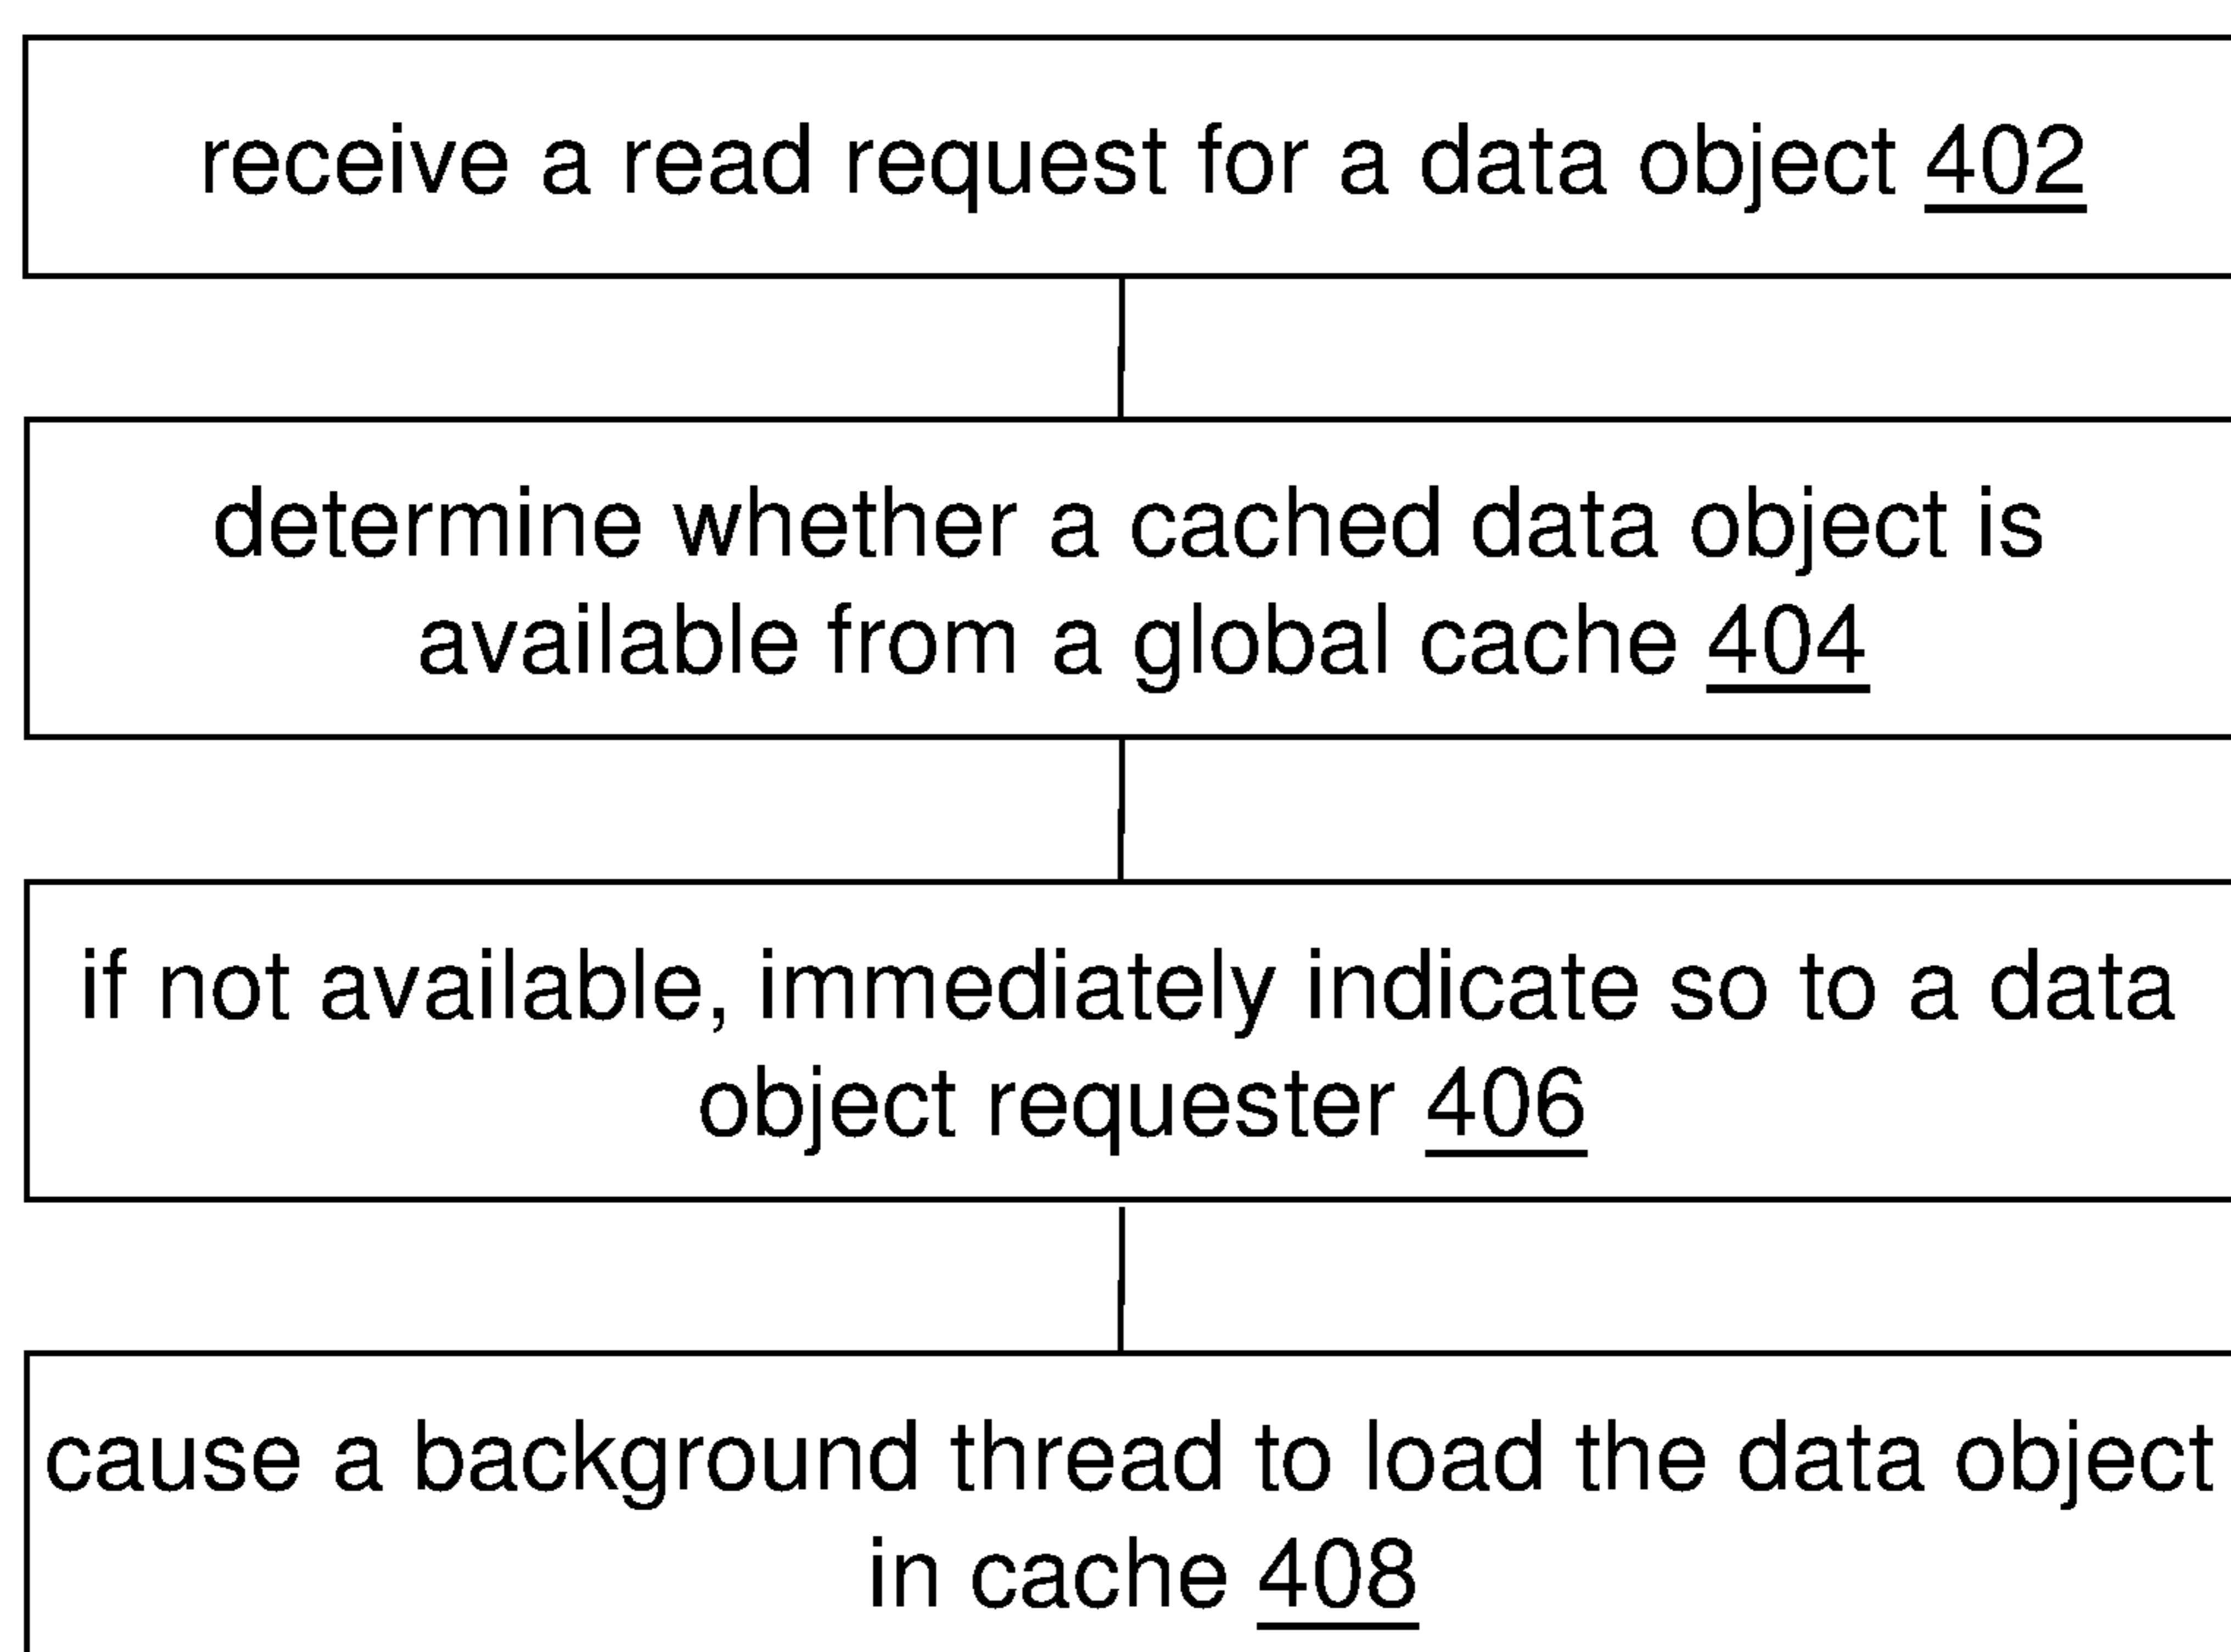 receive a read request for a data object 402
determine whether a cached data object is
available from a global cache 404
if not available, immediately indicate so to a data
object requester 406
cause a background thread to load the data object
in cache 408